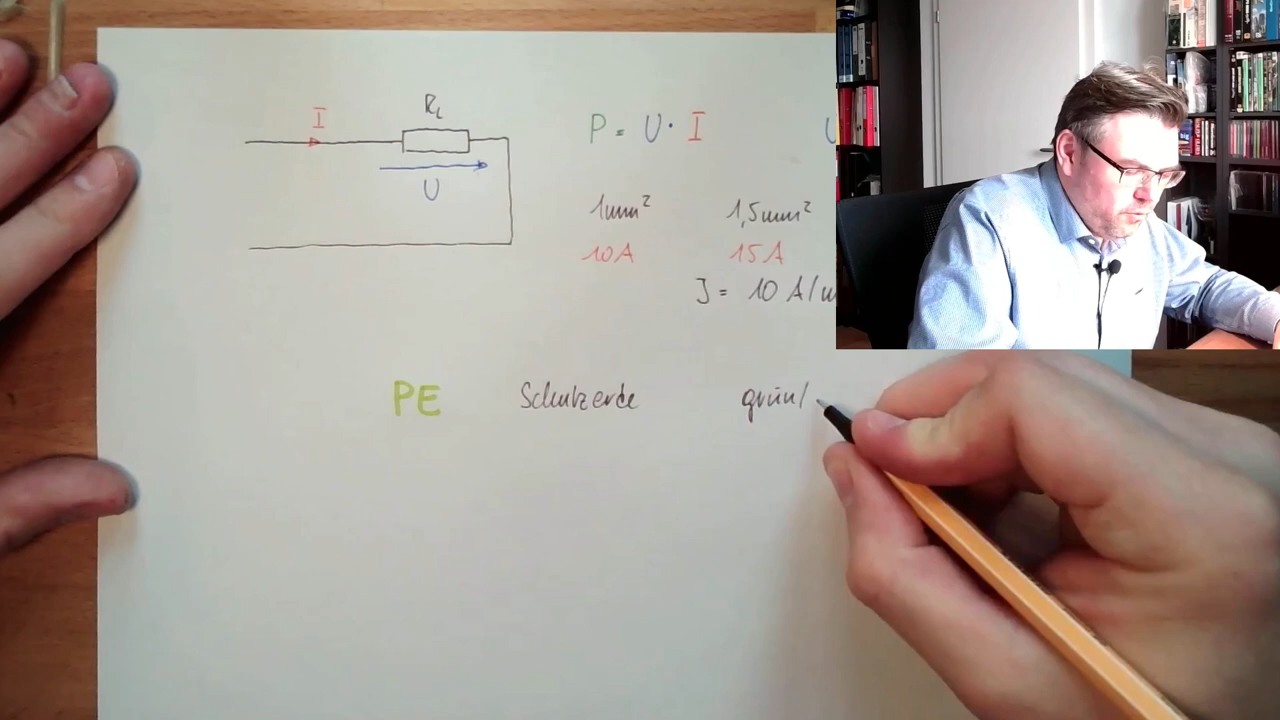 I
R_L
P = U · I
U
U
1mm² 1,5mm²
10A 15A
J = 10 A/m
PE Schutzerde grün/